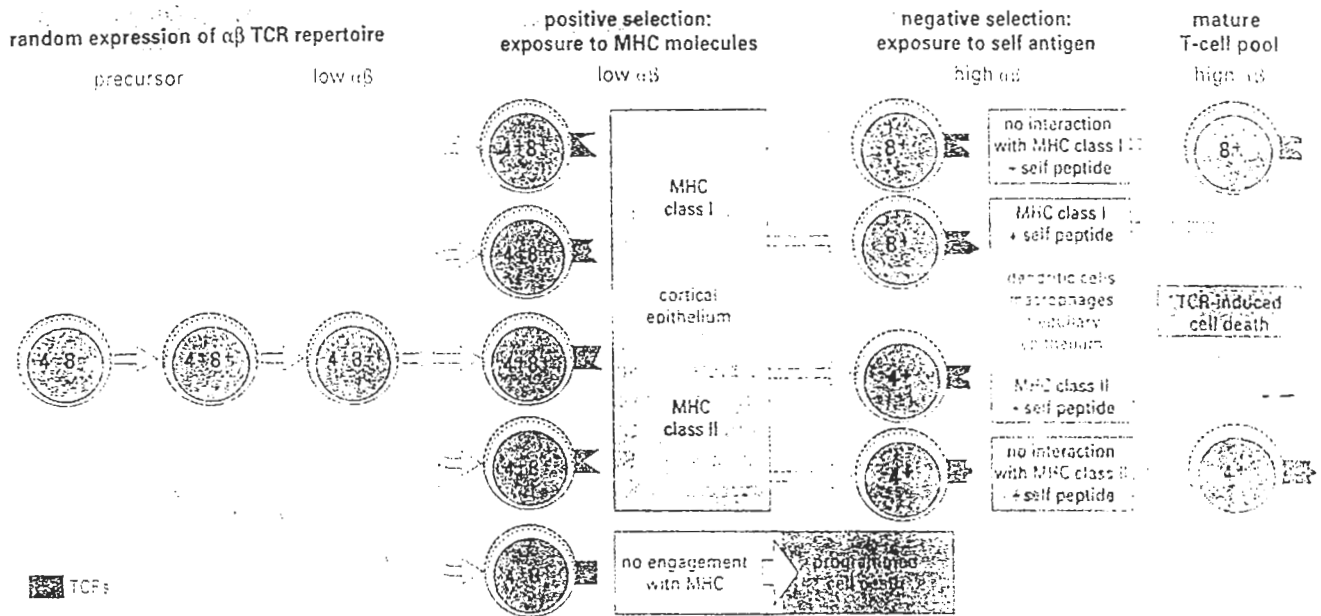 random expression of αβ TCR repertoire
precursor
low αβ
positive selection:
exposure to MHC molecules
low αβ
negative selection:
exposure to self antigen
high αβ
mature
T-cell pool
high αβ
4-8-
4+8+
4+8+
4+8+
4+8+
4+8+
4+8+
4+8+
MHC
class I
cortical
epithelium
MHC
class II
no engagement
with MHC
programmed
cell death
8+
8+
4+
4+
no interaction
with MHC class I
+ self peptide
MHC class I
+ self peptide
dendritic cells
macrophages
epithelium
MHC class II
+ self peptide
no interaction
with MHC class II
+ self peptide
8+
TCR-induced
cell death
4+